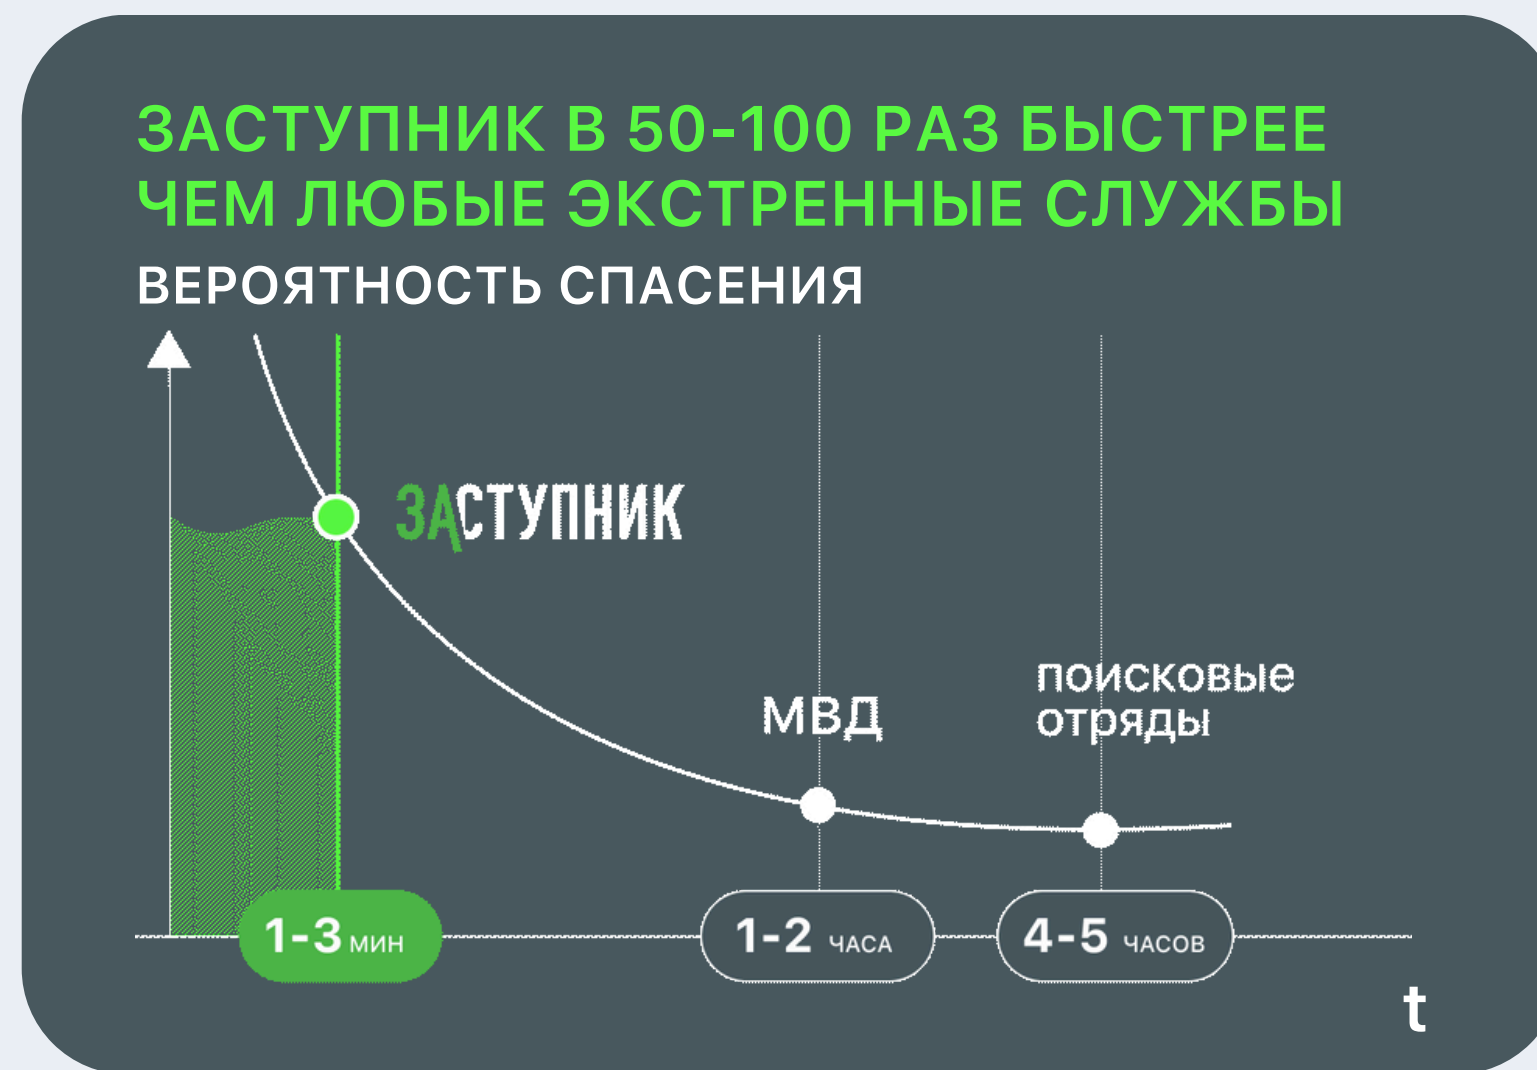 ЗАСТУПНИК В 50-100 РАЗ БЫСТРЕЕ
ЧЕМ ЛЮБЫЕ ЭКСТРЕННЫЕ СЛУЖБЫ
ВЕРОЯТНОСТЬ СПАСЕНИЯ
ЗАСТУПНИК
МВД
поисковые
отряды
1-3 мин
1-2 ЧАСА
4-5 ЧАСОВ
t